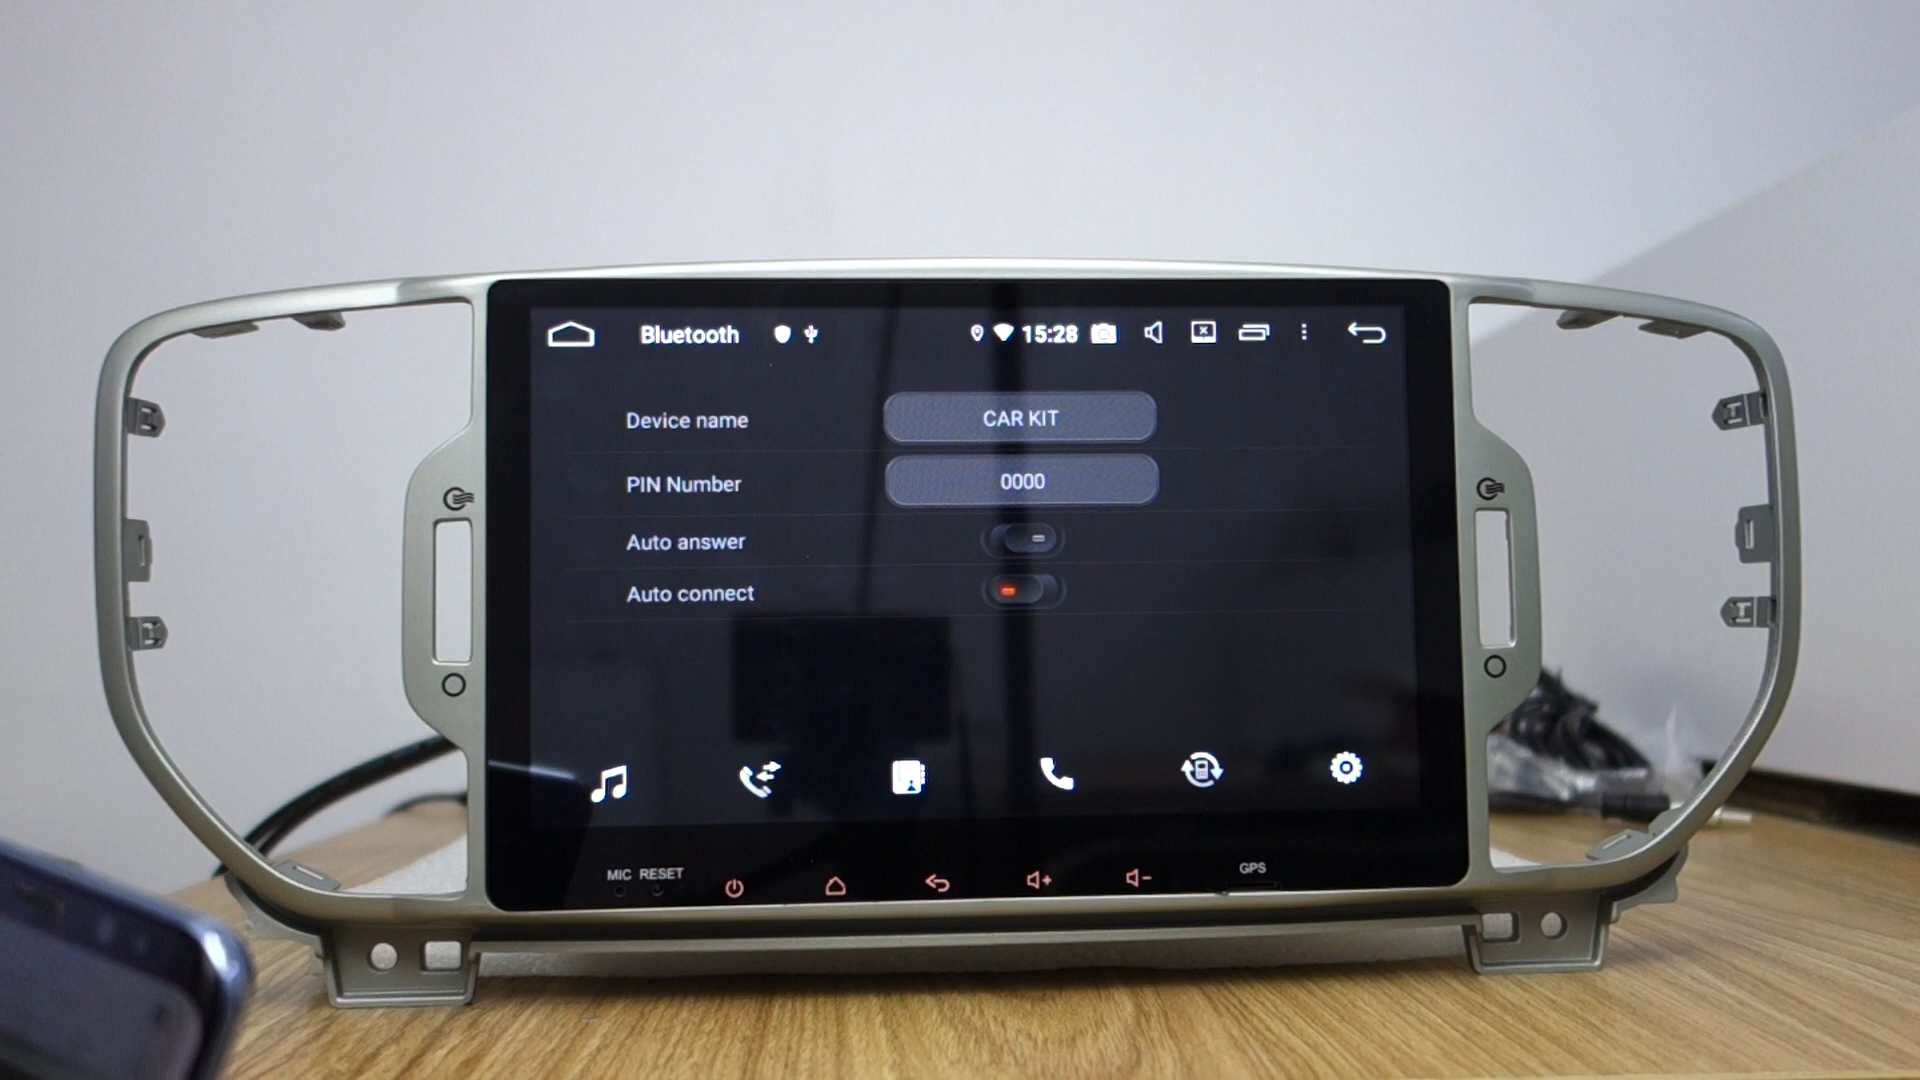 Bluetooth 15:28
Device name CAR KIT
PIN Number 0000
Auto answer
Auto connect
MIC RESET GPS